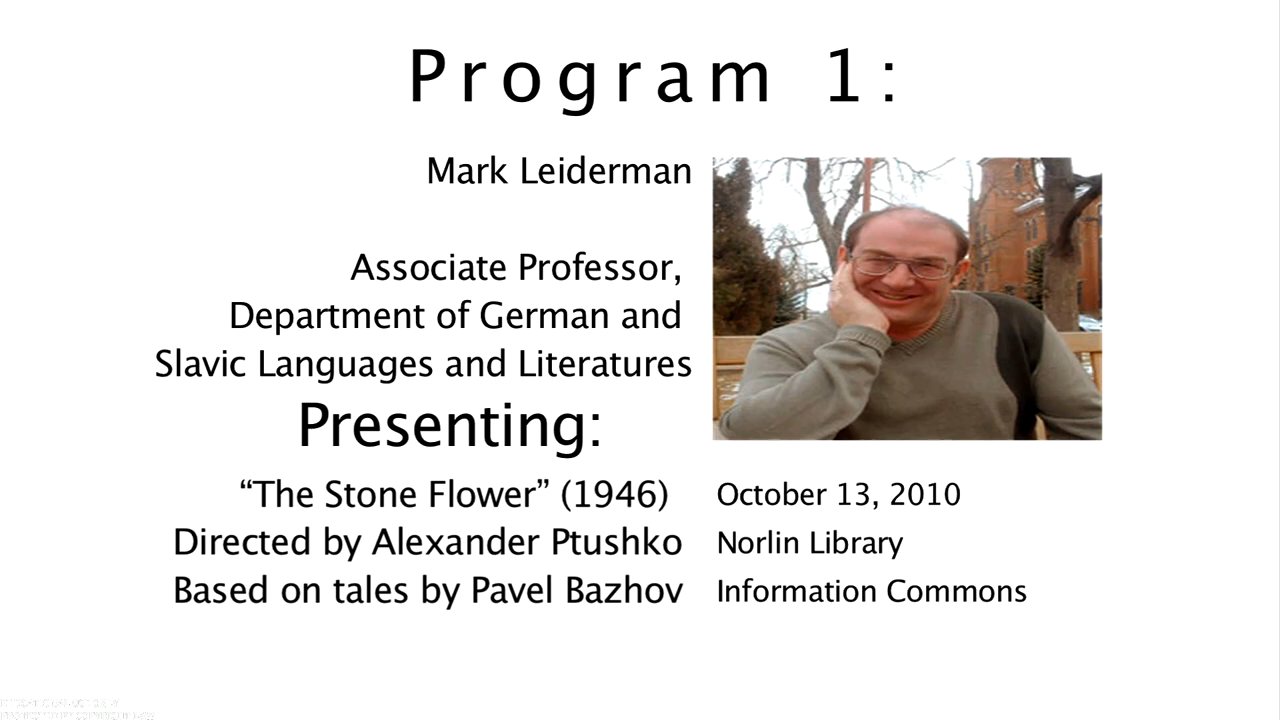 Program 1:
Mark Leiderman
Associate Professor,
Department of German and
Slavic Languages and Literatures
Presenting:
“The Stone Flower” (1946)
Directed by Alexander Ptushko
Based on tales by Pavel Bazhov
October 13, 2010
Norlin Library
Information Commons